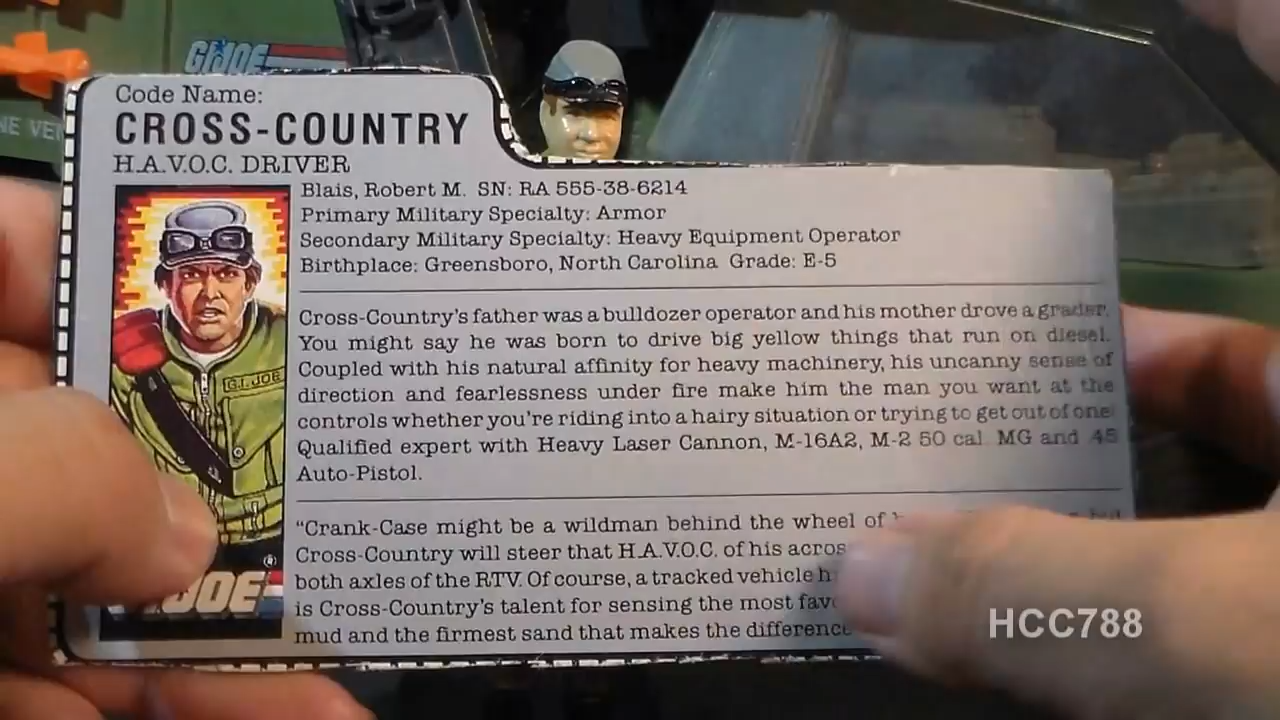 GI JOE
NE VE
Code Name:
CROSS-COUNTRY
H.A.V.O.C. DRIVER
Blais, Robert M. SN: RA 555-38-6214
Primary Military Specialty: Armor
Secondary Military Specialty: Heavy Equipment Operator
Birthplace: Greensboro, North Carolina Grade: E-5
G.I. JOE
Cross-Country's father was a bulldozer operator and his mother drove a grader.
You might say he was born to drive big yellow things that run on diesel.
Coupled with his natural affinity for heavy machinery, his uncanny sense of
direction and fearlessness under fire make him the man you want at the
controls whether you're riding into a hairy situation or trying to get out of one!
Qualified expert with Heavy Laser Cannon, M-16A2, M-2 50 cal. MG and .45
Auto-Pistol.
"Crank-Case might be a wildman behind the wheel of but
Cross-Country will steer that H.A.V.O.C. of his
both axles of the RTV. Of course, a tracked vehicle
is Cross-Country's talent for sensing the most
mud and the firmest sand that makes the difference
JOE ®
HCC788